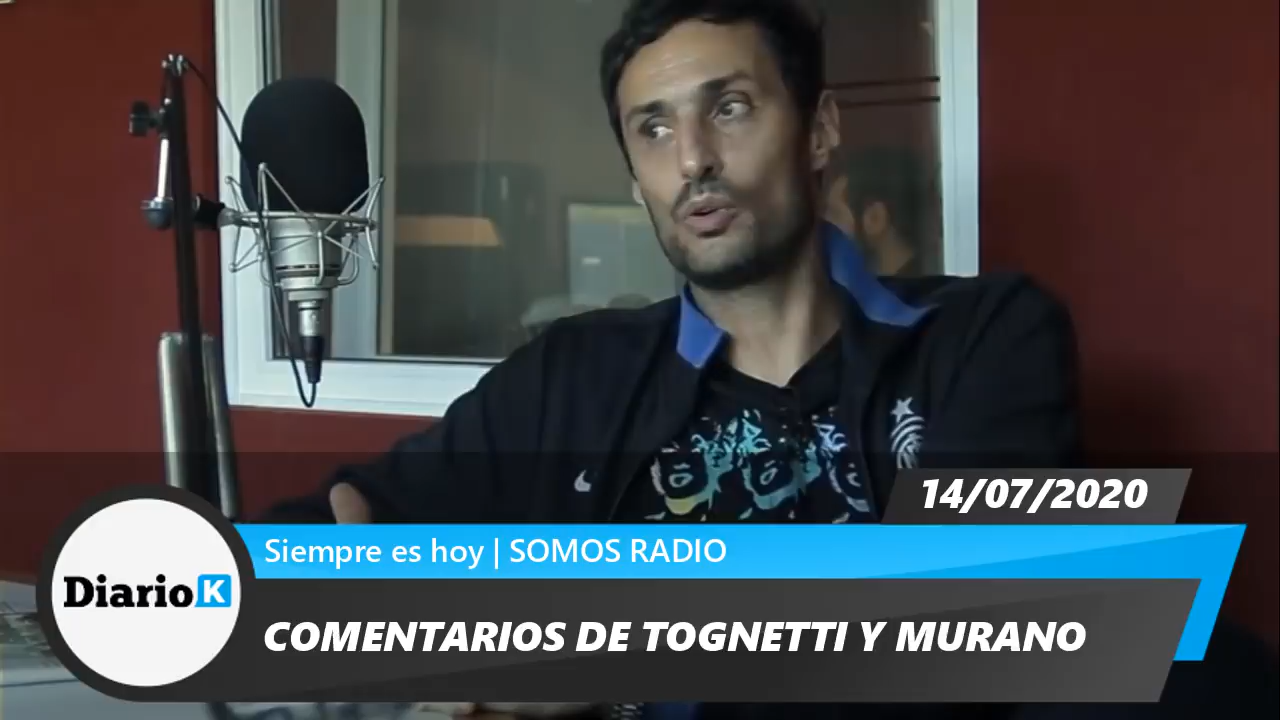 14/07/2020
Siempre es hoy | SOMOS RADIO
DiarioK
COMENTARIOS DE TOGNETTI Y MURANO